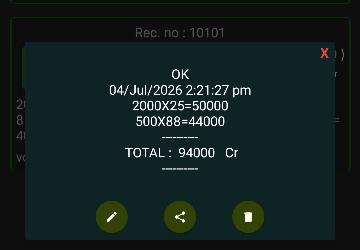 Rec. no : 10101
X
)
r
OK
04/Jul/2026 2:21:27 pm
2000X25=50000
500X88=44000
----------
TOTAL : 94000 Cr
----------